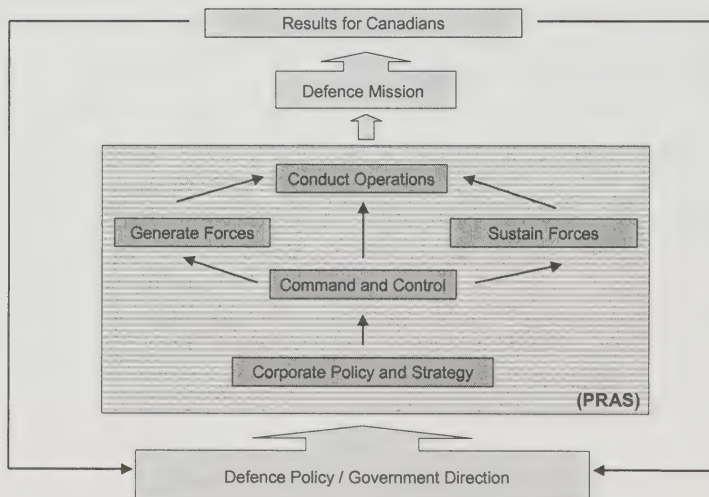 Results for Canadians
Defence Mission
Conduct Operations
Generate Forces
Sustain Forces
Command and Control
Corporate Policy and Strategy
(PRAS)
Defence Policy / Government Direction